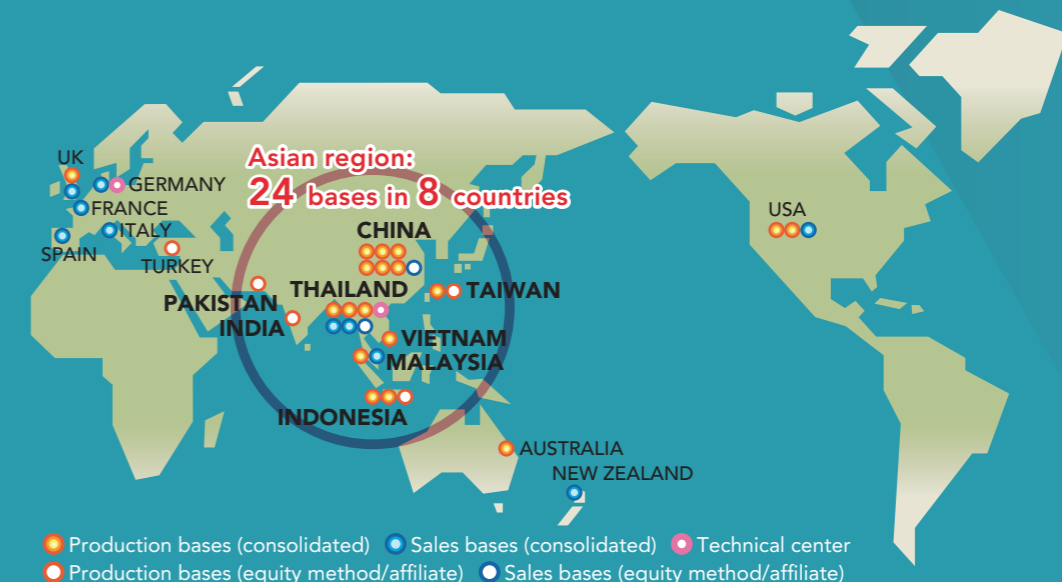 Asian region:
24 bases in 8 countries
UK
GERMANY
FRANCE
ITALY
SPAIN
TURKEY
CHINA
THAILAND
TAIWAN
PAKISTAN
INDIA
VIETNAM
MALAYSIA
INDONESIA
USA
AUSTRALIA
NEW ZEALAND
Production bases (consolidated) Sales bases (consolidated) Technical center
Production bases (equity method/affiliate) Sales bases (equity method/affiliate)